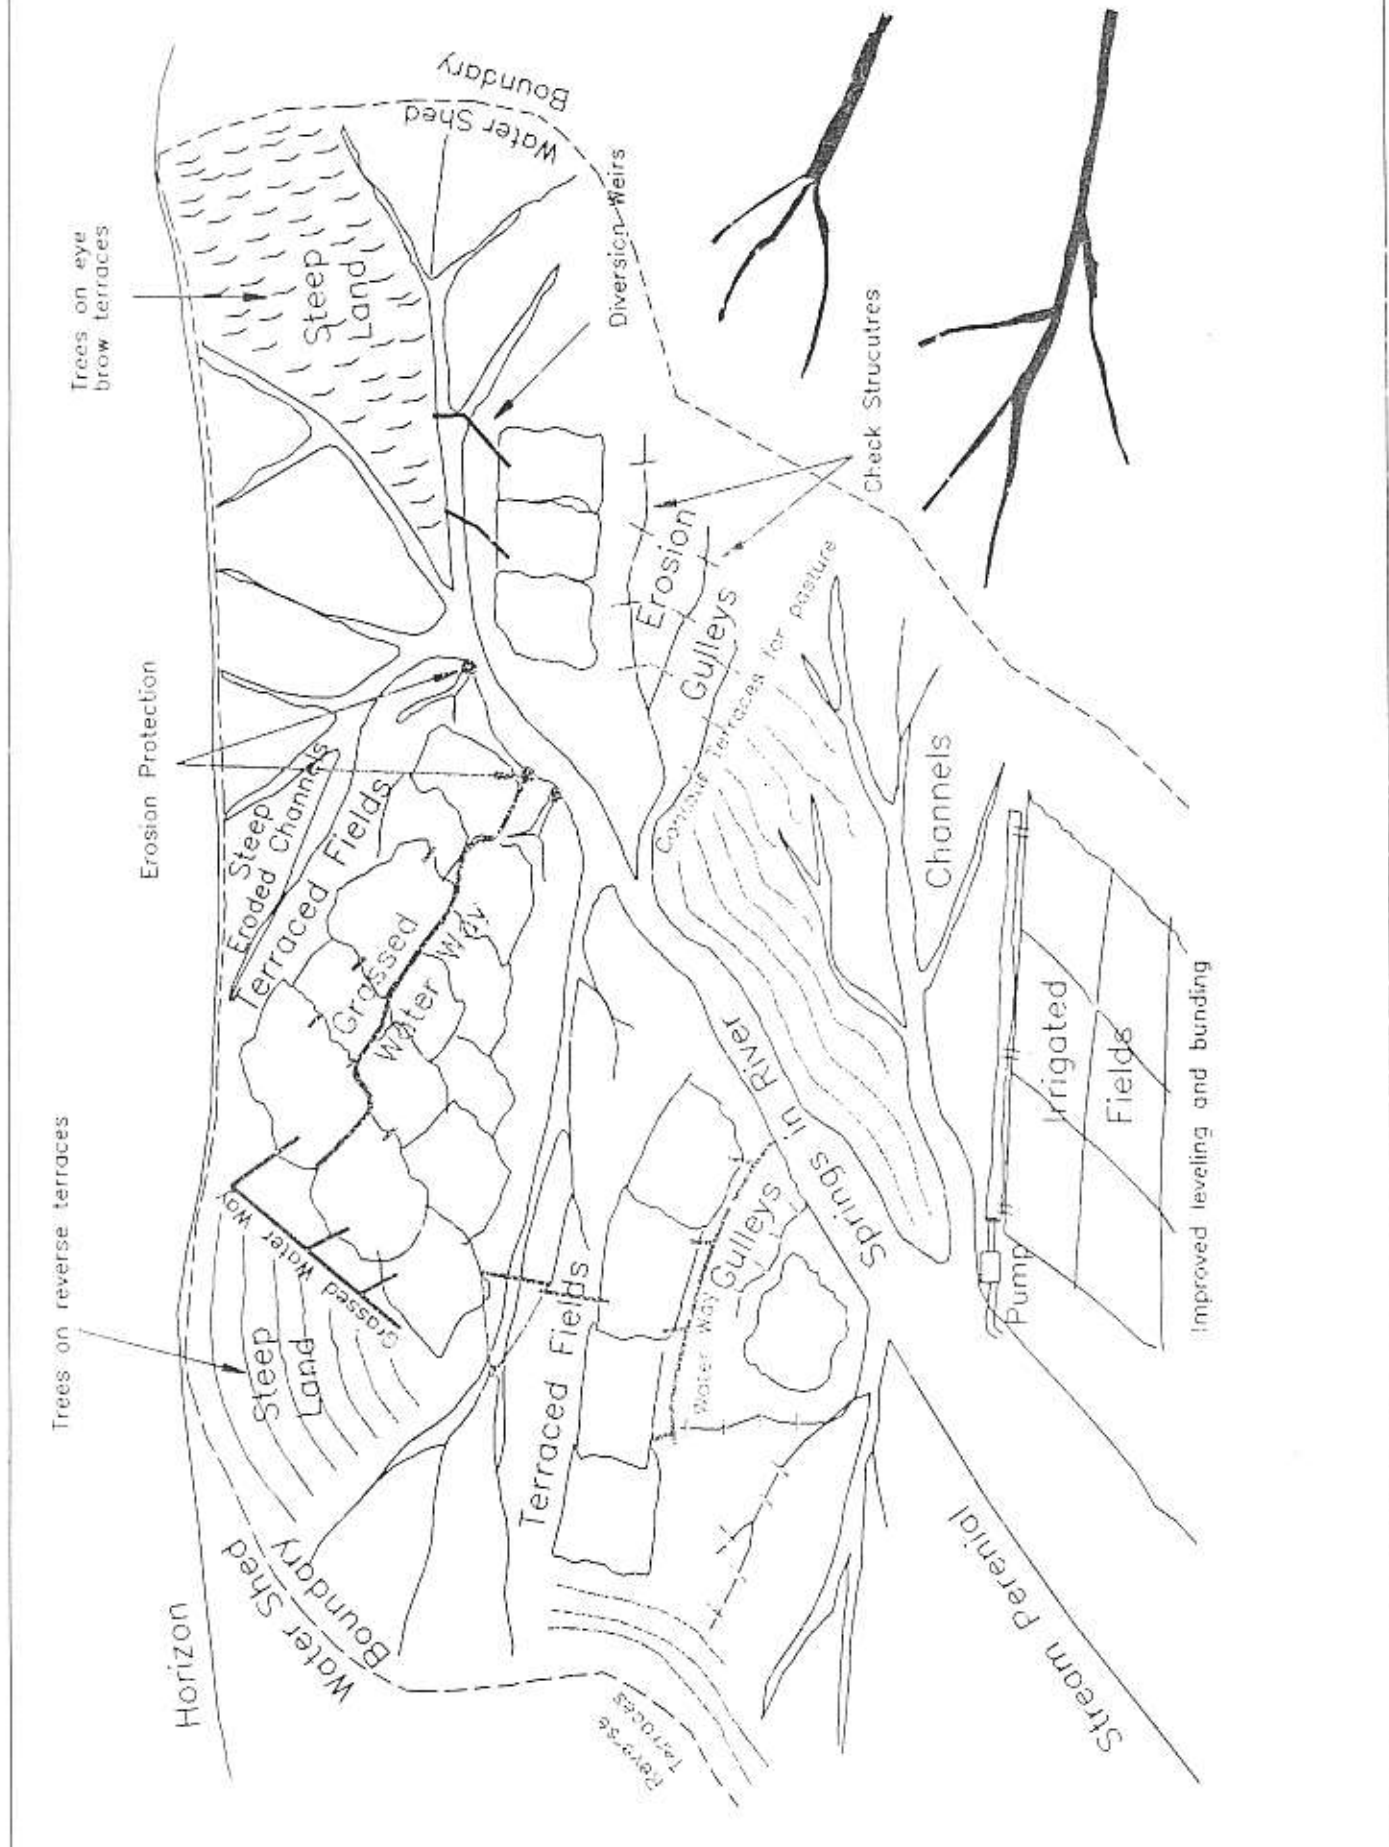 Horizon
Trees on reverse terraces
Erosion Protection
Trees on eye
brow terraces
Water Shed
Boundary
Steep
Land
Grassed Water Way
Steep
Eroded Channels
Terraced Fields
Grassed
Water Way
Steep
Land
Water Shed
Boundary
Diversion Weirs
Terraced Fields
Water Way
Gulleys
Springs in River
Erosion
Gulleys
Check Strucutres
Contour Terraces for pasture
Reverse
Terraces
Channels
Stream Perenial
Pump
Irrigated
Fields
Improved leveling and bunding